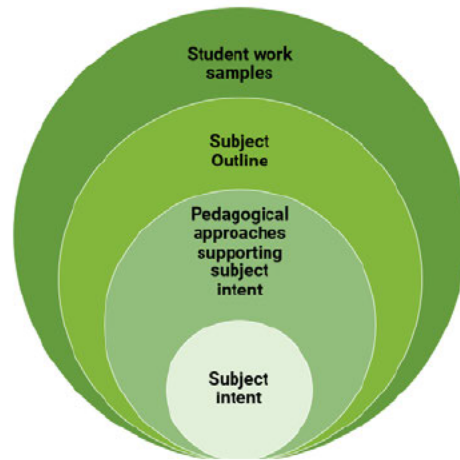 Student work
samples
Subject
Outline
Pedagogical
approaches
supporting
subject
intent
Subject
intent